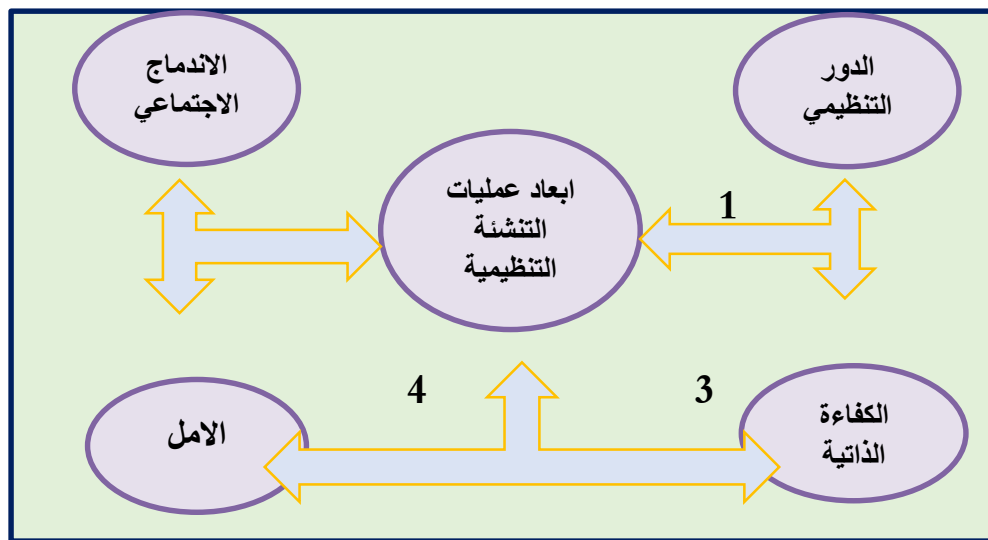 الدور
التنظيمي
الاندماج
الاجتماعي
ابعاد عمليات
التنشئة
التنظيمية
1
3
4
الكفاءة
الذاتية
الامل